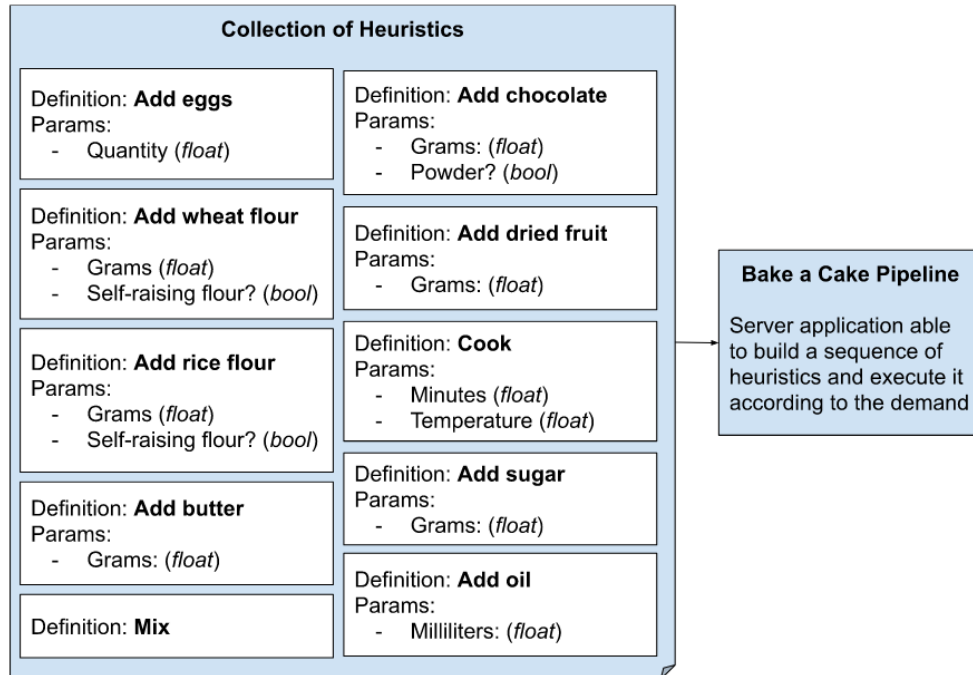 Collection of Heuristics
Definition: Add eggs
Params:
- Quantity (float)
Definition: Add wheat flour
Params:
- Grams (float)
- Self-raising flour? (bool)
Definition: Add rice flour
Params:
- Grams (float)
- Self-raising flour? (bool)
Definition: Add butter
Params:
- Grams: (float)
Definition: Mix
Definition: Add chocolate
Params:
- Grams: (float)
- Powder? (bool)
Definition: Add dried fruit
Params:
- Grams: (float)
Definition: Cook
Params:
- Minutes (float)
- Temperature (float)
Definition: Add sugar
Params:
- Grams: (float)
Definition: Add oil
Params:
- Milliliters: (float)
Bake a Cake Pipeline
Server application able
to build a sequence of
heuristics and execute it
according to the demand